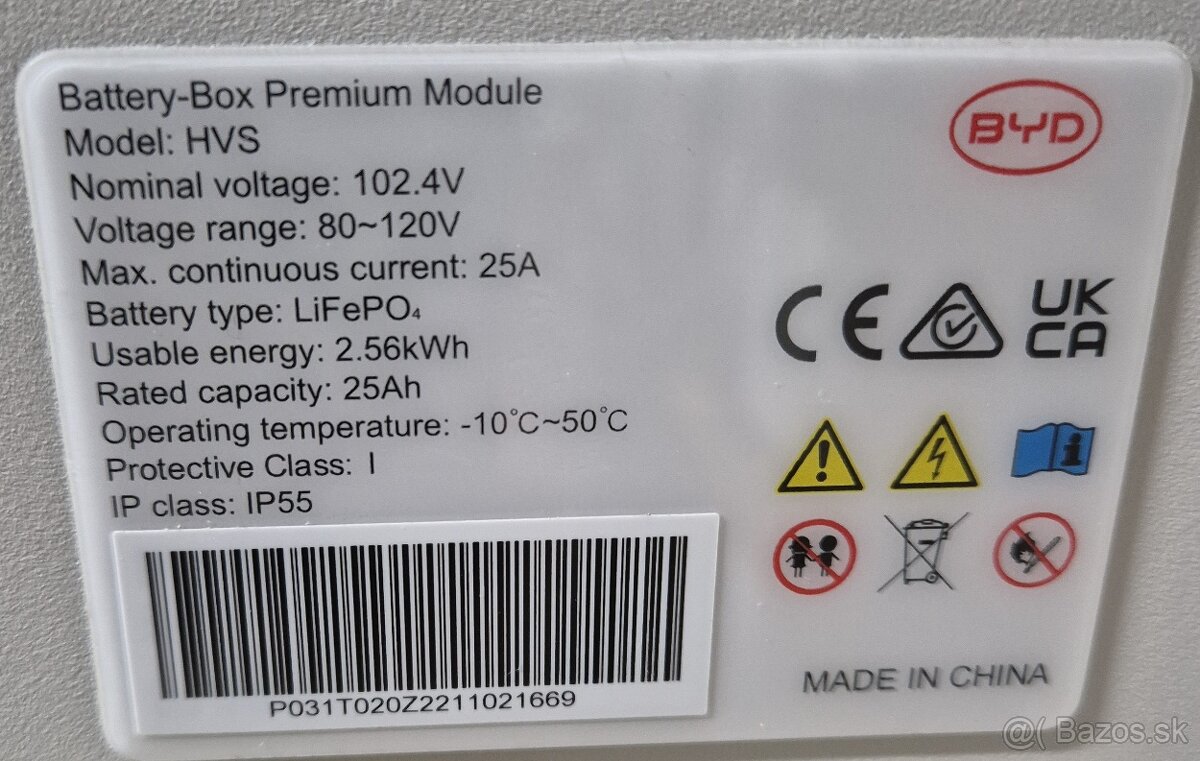 Battery-Box Premium Module
BYD
Model: HVS
Nominal voltage: 102.4V
Voltage range: 80~120V
Max. continuous current: 25A
Battery type: LiFePO₄
Usable energy: 2.56kWh
Rated capacity: 25Ah
Operating temperature: -10°C~50°C
Protective Class: I
IP class: IP55
CE
UK
CA
P031T020Z2211021669
MADE IN CHINA
@( Bazos.sk